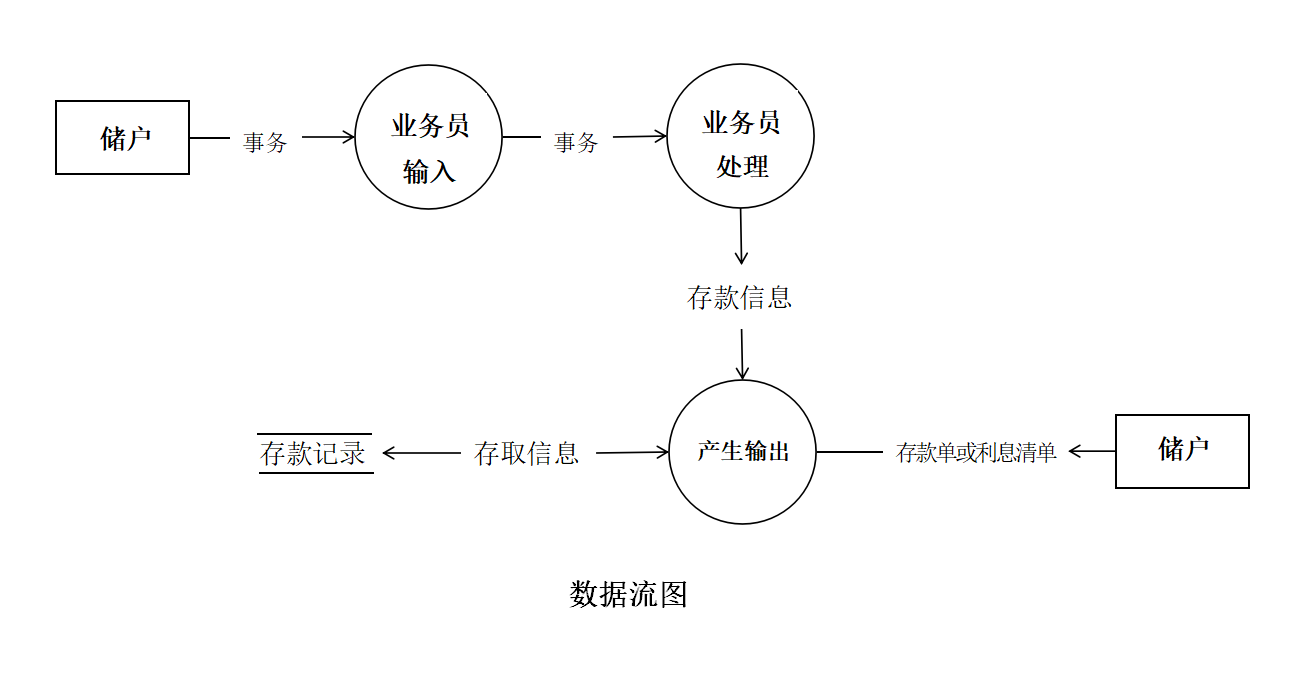 储户
事务
业务员
输入
事务
业务员
处理
存款信息
存款记录
存取信息
产生输出
存款单或利息清单
储户
数据流图